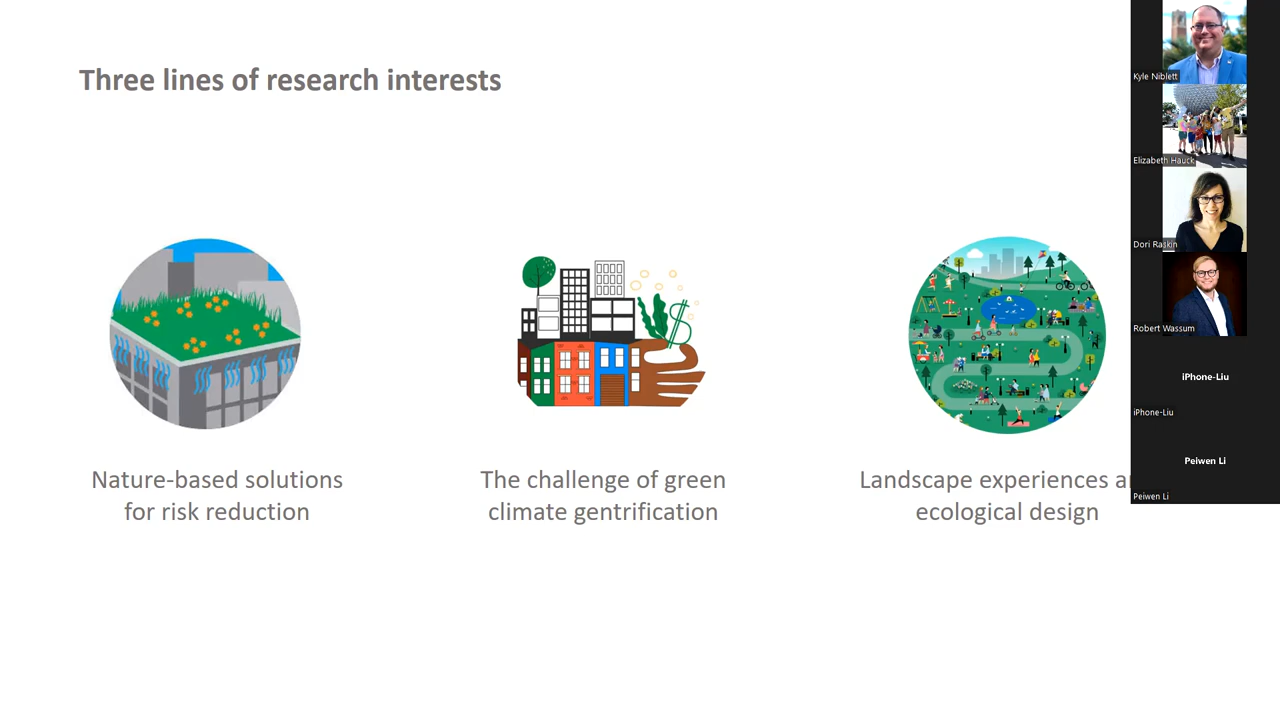 Three lines of research interests
Nature-based solutions
for risk reduction
The challenge of green
climate gentrification
Landscape experiences
ecological design
Kyle Niblett
Elizabeth Hauck
Dori Raskin
Robert Wassum
iPhone-Liu
iPhone-Liu
Peiwen Li
Peiwen Li